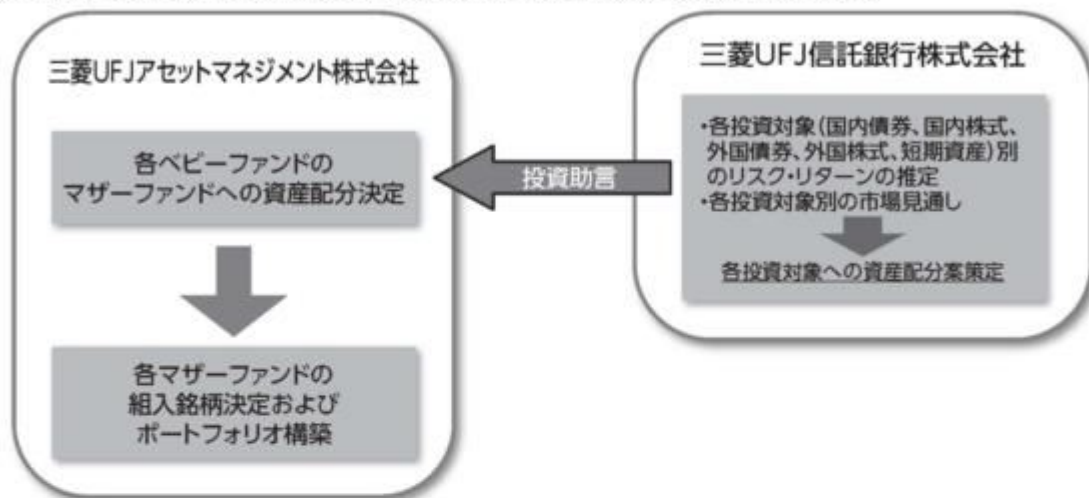 三菱UFJアセットマネジメント株式会社
各ベビーファンドの
マザーファンドへの資産配分決定
各マザーファンドの
組入銘柄決定および
ポートフォリオ構築
投資助言
三菱UFJ信託銀行株式会社
・各投資対象(国内債券、国内株式、
外国債券、外国株式、短期資産)別
のリスク・リターンの推定
・各投資対象別の市場見通し
各投資対象への資産配分案策定